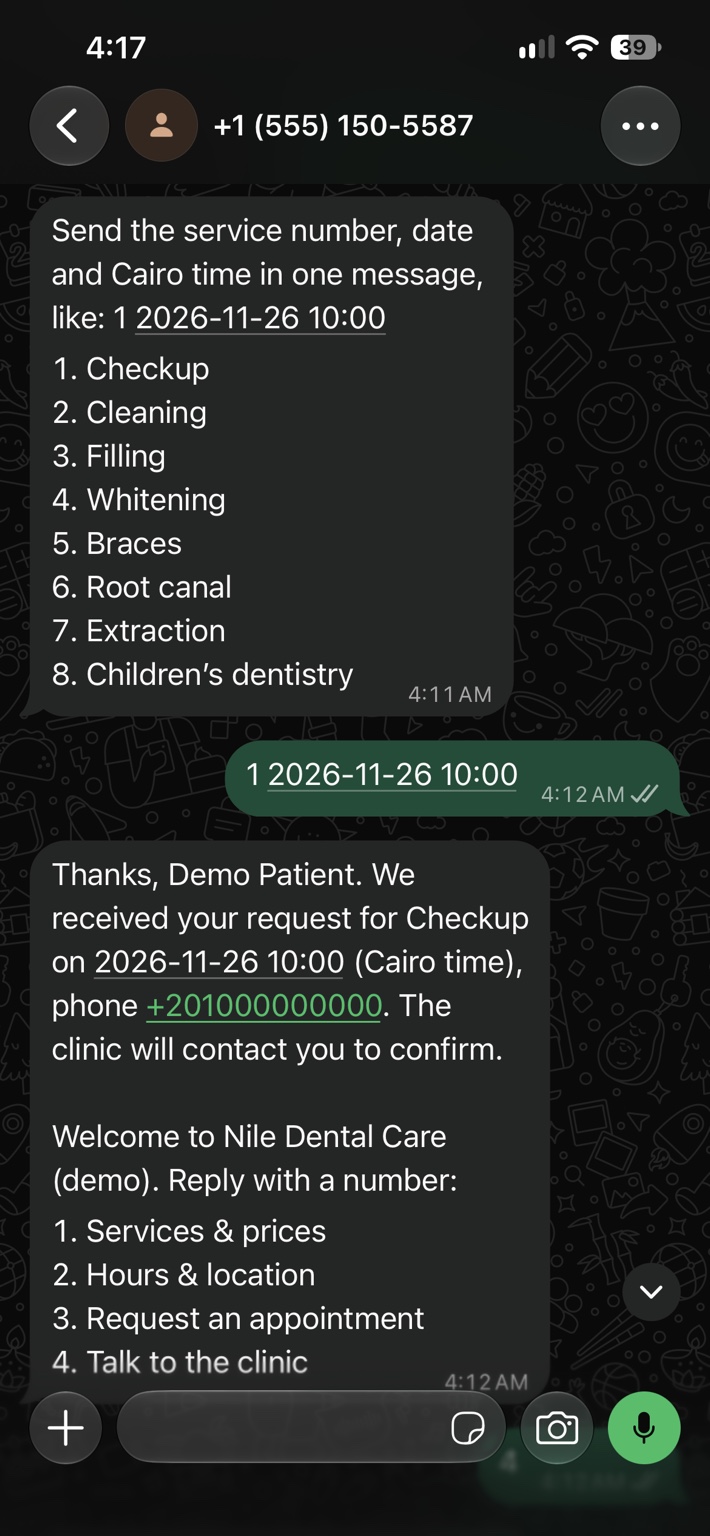 4:17
39
+1 (555) 150-5587
Send the service number, date
and Cairo time in one message,
like: 1 2026-11-26 10:00
1. Checkup
2. Cleaning
3. Filling
4. Whitening
5. Braces
6. Root canal
7. Extraction
8. Children’s dentistry
4:11 AM
1 2026-11-26 10:00
4:12 AM
Thanks, Demo Patient. We
received your request for Checkup
on 2026-11-26 10:00 (Cairo time),
phone +201000000000. The
clinic will contact you to confirm.
Welcome to Nile Dental Care
(demo). Reply with a number:
1. Services & prices
2. Hours & location
3. Request an appointment
4. Talk to the clinic
4:12 AM
4